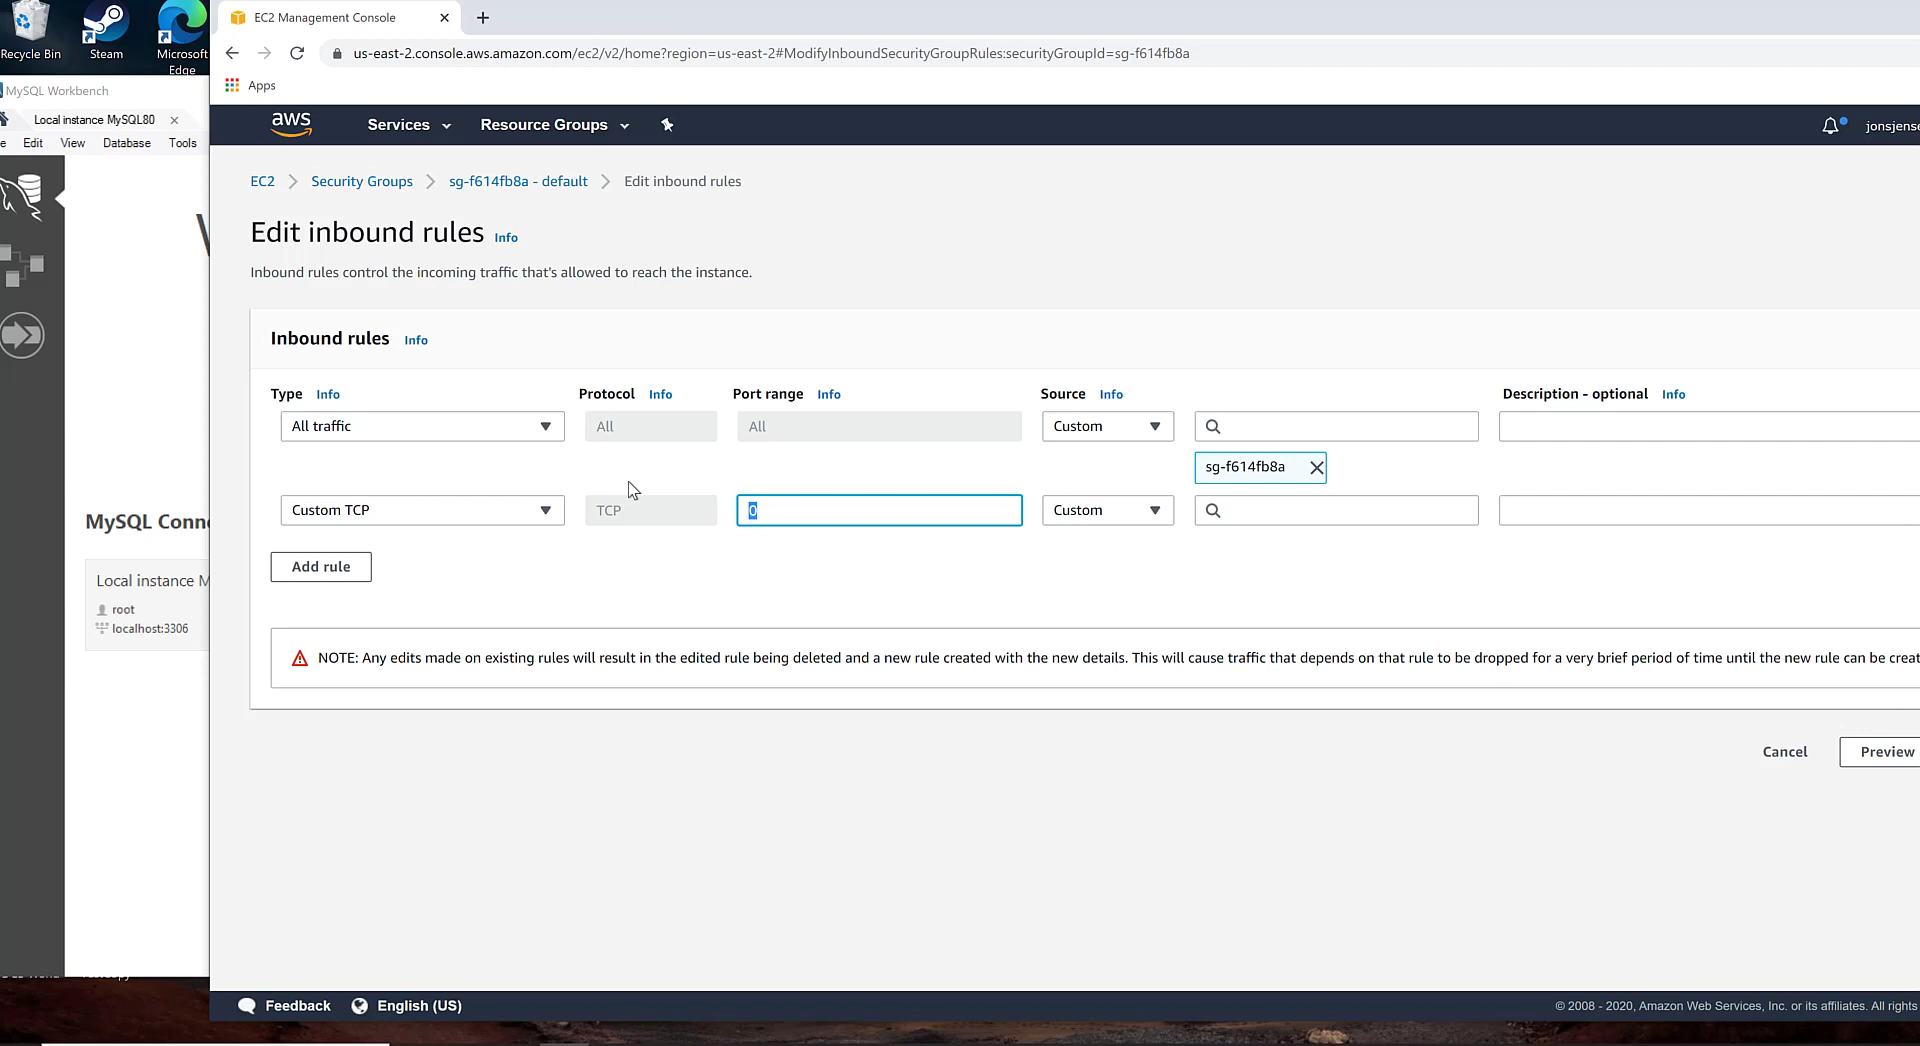 Recycle Bin
Steam
Microsoft
Edge
MySQL Workbench
Local instance MySQL80
e Edit View Database Tools
MySQL Conn
Local instance M
root
localhost:3306
EC2 Management Console
us-east-2.console.aws.amazon.com/ec2/v2/home?region=us-east-2#ModifyInboundSecurityGroupRules:securityGroupId=sg-f614fb8a
Apps
aws Services Resource Groups jonsjense
EC2 Security Groups sg-f614fb8a - default Edit inbound rules
Edit inbound rules Info
Inbound rules control the incoming traffic that's allowed to reach the instance.
Inbound rules Info
Type Info Protocol Info Port range Info Source Info Description - optional Info
All traffic All All Custom
sg-f614fb8a
Custom TCP TCP 0 Custom
Add rule
NOTE: Any edits made on existing rules will result in the edited rule being deleted and a new rule created with the new details. This will cause traffic that depends on that rule to be dropped for a very brief period of time until the new rule can be creat
Cancel Preview
Feedback English (US) © 2008 - 2020, Amazon Web Services, Inc. or its affiliates. All rights